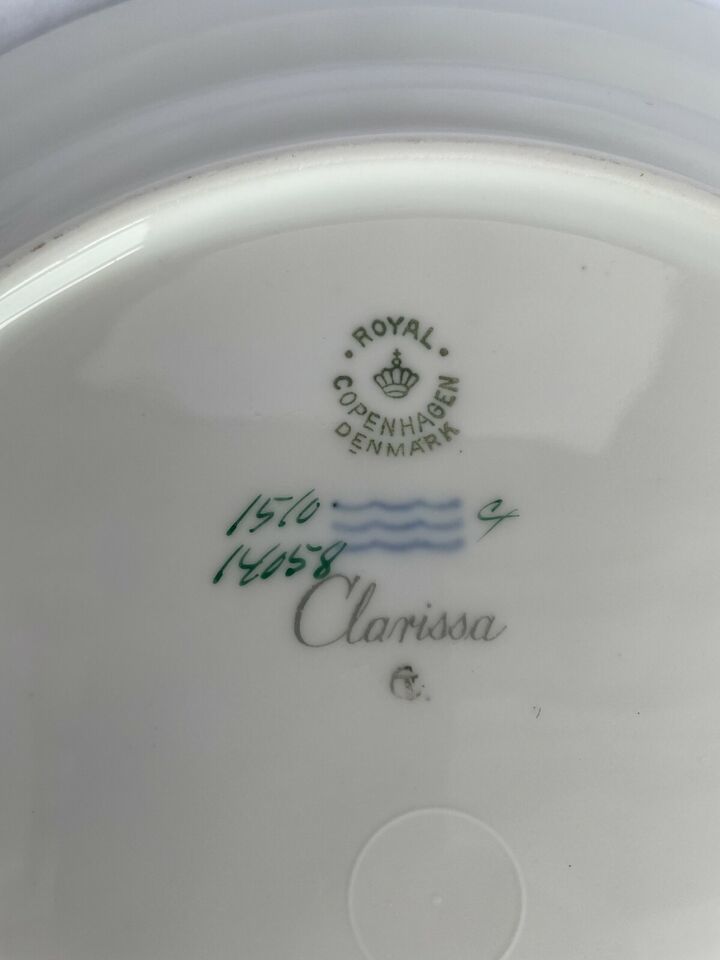 ROYAL
COPENHAGEN
DENMARK
1510
14058
Clarissa